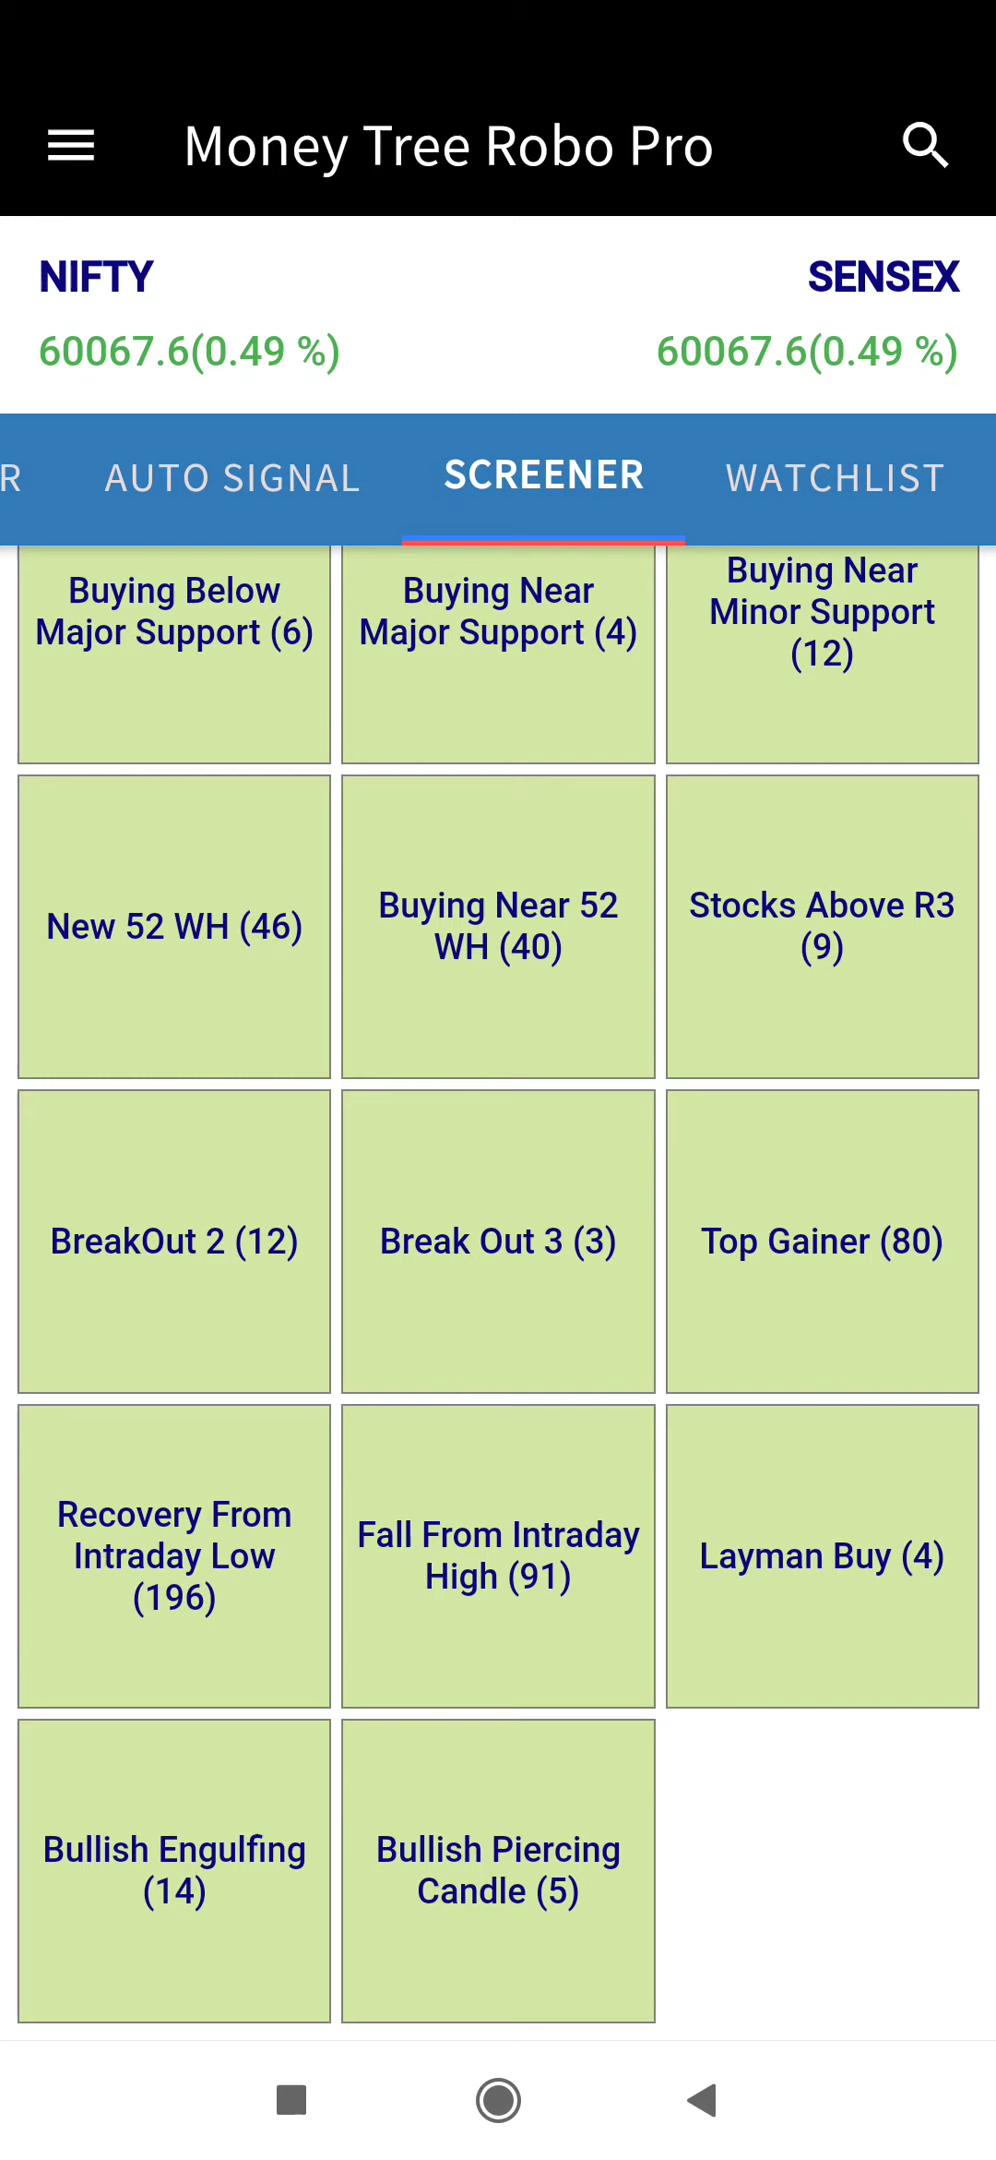 Money Tree Robo Pro
NIFTY
SENSEX
60067.6(0.49 %)
60067.6(0.49 %)
R
AUTO SIGNAL
SCREENER
WATCHLIST
Buying Below
Major Support (6)
Buying Near
Major Support (4)
Buying Near
Minor Support
(12)
New 52 WH (46)
Buying Near 52
WH (40)
Stocks Above R3
(9)
BreakOut 2 (12)
Break Out 3 (3)
Top Gainer (80)
Recovery From
Intraday Low
(196)
Fall From Intraday
High (91)
Layman Buy (4)
Bullish Engulfing
(14)
Bullish Piercing
Candle (5)